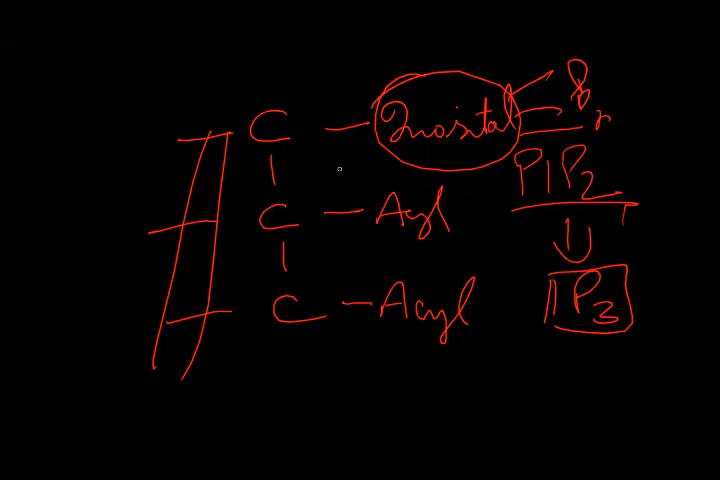 C — Inositol
PIP2
C — Acyl
IP3
C — Acyl